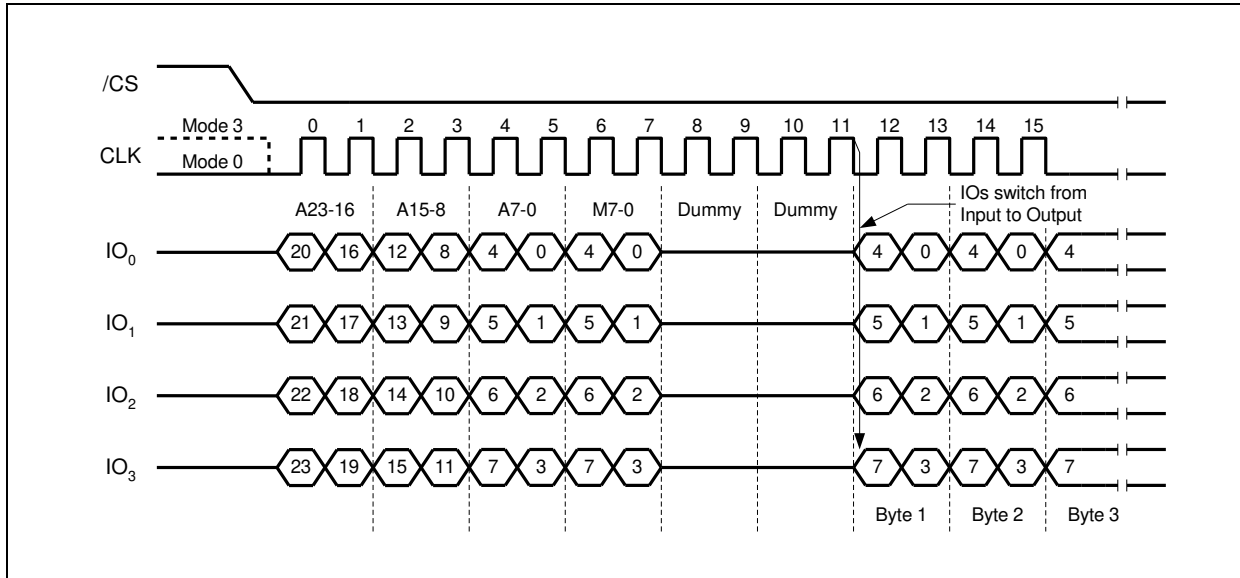 /CS
Mode 3 0 1 2 3 4 5 6 7 8 9 10 11 12 13 14 15
CLK
Mode 0
A23-16 A15-8 A7-0 M7-0 Dummy Dummy
IOs switch from
Input to Output
IO0 20 16 12 8 4 0 4 0 4 0 4 0 4
IO1 21 17 13 9 5 1 5 1 5 1 5 1 5
IO2 22 18 14 10 6 2 6 2 6 2 6 2 6
IO3 23 19 15 11 7 3 7 3 7 3 7 3 7
Byte 1 Byte 2 Byte 3